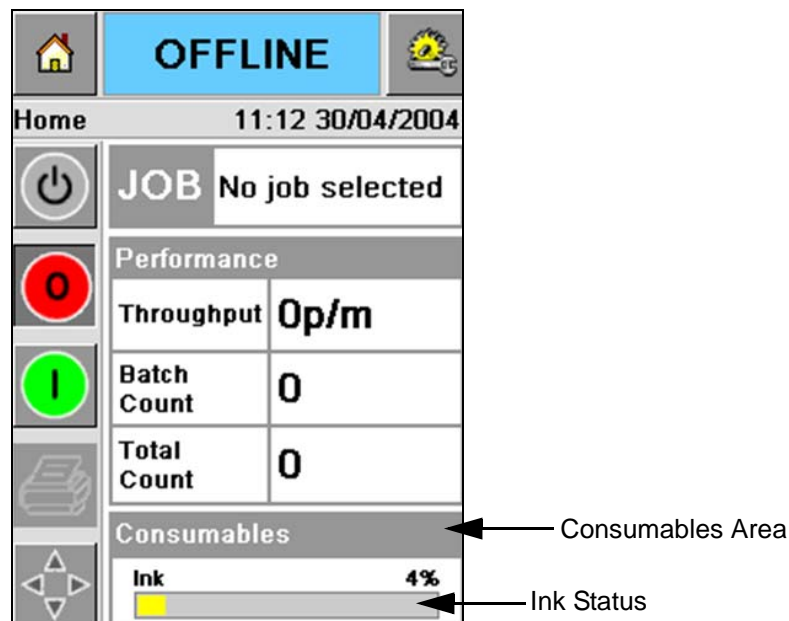 OFFLINE
Home 11:12 30/04/2004
JOB No job selected
Performance
Throughput 0p/m
Batch Count 0
Total Count 0
Consumables
Consumables Area
Ink 4%
Ink Status
O
I